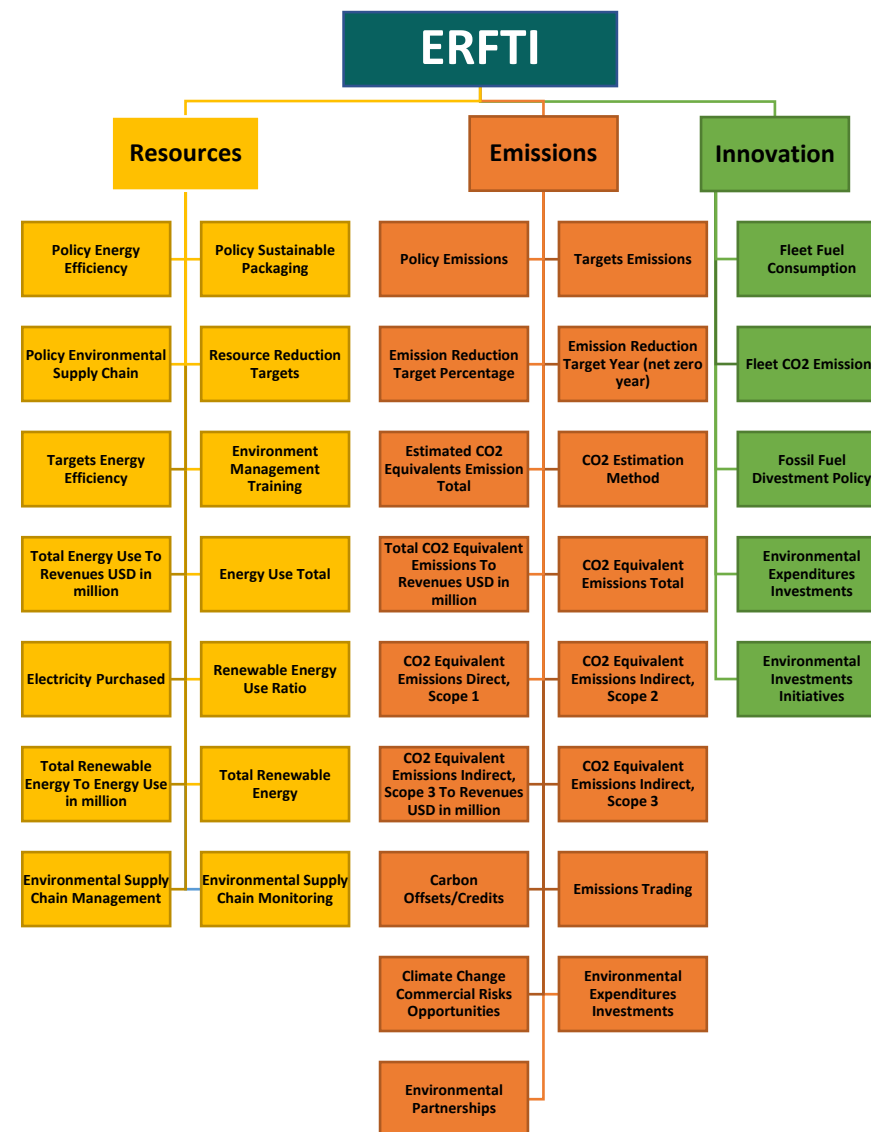 ERFTI
Resources
Emissions
Innovation
Policy Energy
Efficiency
Policy Sustainable
Packaging
Policy Environmental
Supply Chain
Resource Reduction
Targets
Targets Energy
Efficiency
Environment
Management
Training
Total Energy Use To
Revenues USD in
million
Energy Use Total
Electricity Purchased
Renewable Energy
Use Ratio
Total Renewable
Energy To Energy Use
in million
Total Renewable
Energy
Environmental Supply
Chain Management
Environmental Supply
Chain Monitoring
Policy Emissions
Targets Emissions
Emission Reduction
Target Percentage
Emission Reduction
Target Year (net zero
year)
Estimated CO2
Equivalents Emission
Total
CO2 Estimation
Method
Total CO2 Equivalent
Emissions To
Revenues USD in
million
CO2 Equivalent
Emissions Total
CO2 Equivalent
Emissions Direct,
Scope 1
CO2 Equivalent
Emissions Indirect,
Scope 2
CO2 Equivalent
Emissions Indirect,
Scope 3 To Revenues
USD in million
CO2 Equivalent
Emissions Indirect,
Scope 3
Carbon
Offsets/Credits
Emissions Trading
Climate Change
Commercial Risks
Opportunities
Environmental
Expenditures
Investments
Environmental
Partnerships
Fleet Fuel
Consumption
Fleet CO2 Emission
Fossil Fuel
Divestment Policy
Environmental
Expenditures
Investments
Environmental
Investments
Initiatives